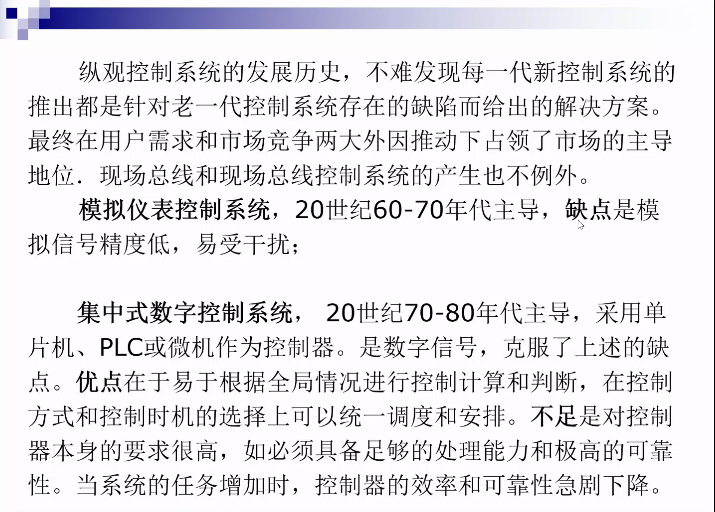 纵观控制系统的发展历史，不难发现每一代新控制系统的
推出都是针对老一代控制系统存在的缺陷而给出的解决方案。
最终在用户需求和市场竞争两大外因推动下占领了市场的主导
地位．现场总线和现场总线控制系统的产生也不例外。
模拟仪表控制系统，20世纪60-70年代主导，缺点是模
拟信号精度低，易受干扰；
集中式数字控制系统， 20世纪70-80年代主导，采用单
片机、PLC或微机作为控制器。是数字信号，克服了上述的缺
点。优点在于易于根据全局情况进行控制计算和判断，在控制
方式和控制时机的选择上可以统一调度和安排。不足是对控制
器本身的要求很高，如必须具备足够的处理能力和极高的可靠
性。当系统的任务增加时，控制器的效率和可靠性急剧下降。